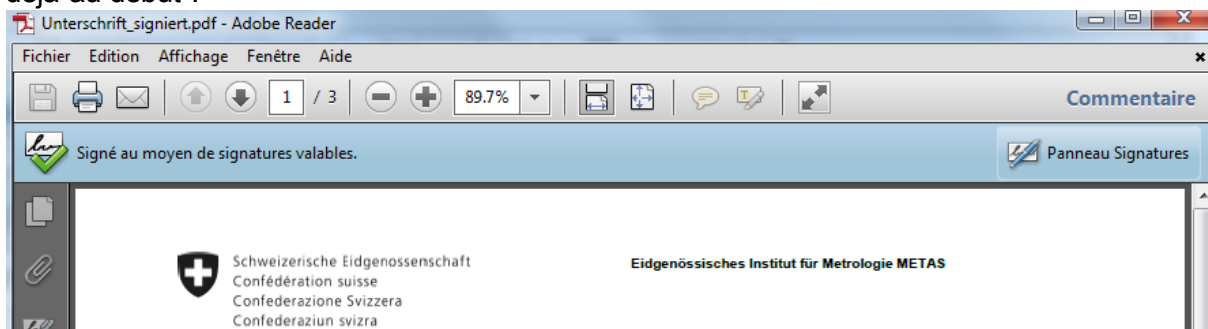 déjà au début :
Unterschrift_signiert.pdf - Adobe Reader
Fichier Edition Affichage Fenêtre Aide
1 / 3 89.7% Commentaire
Signé au moyen de signatures valables. Panneau Signatures
Schweizerische Eidgenossenschaft
Confédération suisse
Confederazione Svizzera
Confederaziun svizra
Eidgenössisches Institut für Metrologie METAS